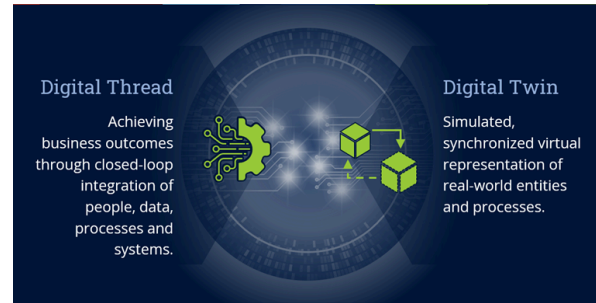 Digital Thread
Achieving
business outcomes
through closed-loop
integration of
people, data,
processes and
systems.
Digital Twin
Simulated,
synchronized virtual
representation of
real-world entities
and processes.